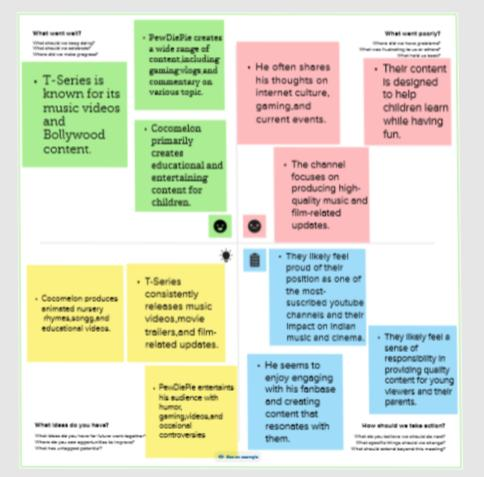 What went well?
What should we keep doing?
What should we celebrate?
Where did we make progress?
T-Series is
known for its
music videos
and
Bollywood
content.
PewDiePie creates
a wide range of
content,including
gamingvlogs,and
commentary on
various topic.
Cocomelon
primarily
creates
educational and
entertaining
content for
children.
What went poorly?
Where did we have problems?
What was frustrating to us or others?
What held us back?
He often shares
his thoughts on
internet culture,
gaming,and
current events.
Their content
is designed
to help
children learn
while having
fun.
The channel
focuses on
producing high-
quality music and
film-related
updates.
Cocomelon produces
animated nursery
rhymes,songg,and
educational videos.
T-Series
consistently
releases music
videos,movie
trailers,and film-
related updates.
PewDiePie entertains
his audience with
humor,
gaming,videos,and
occasional
controversies
What ideas do you have?
What ideas do you have for future work together?
Where do you see opportunities to improve?
What has untapped potential?
They likely feel
proud of their
position as one of
the most-
suscribed youtube
channels and their
impact on Indian
music and cinema.
He seems to
enjoy engaging
with his fanbase
and creating
content that
resonates with
them.
They likely feel a
sense of
responsibility in
providing quality
content for young
viewers and their
parents.
How should we take action?
What do you believe we should do next?
What specific things should we change?
What should extend beyond this meeting?
See an example